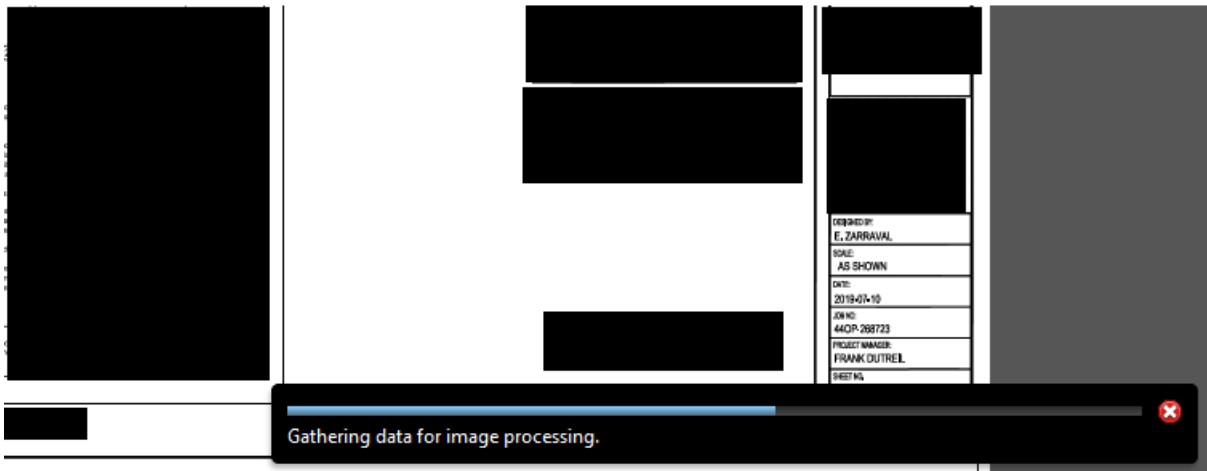 DESIGNED BY:
E. ZARRAVAL
SCALE:
AS SHOWN
DATE:
2019-07-10
JOB NO:
44OP-268723
PROJECT MANAGER:
FRANK DUTREIL
SHEET NO.
Gathering data for image processing.